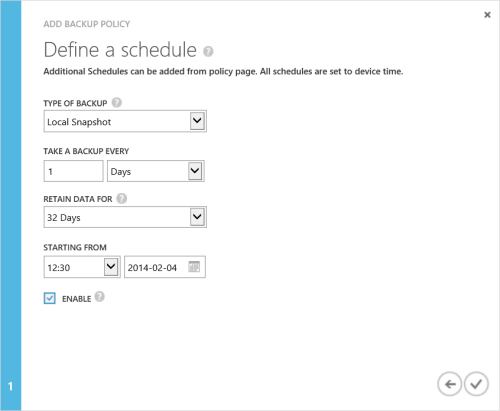 ADD BACKUP POLICY
Define a schedule
Additional Schedules can be added from policy page. All schedules are set to device time.
TYPE OF BACKUP ?
Local Snapshot
TAKE A BACKUP EVERY
1 Days
RETAIN DATA FOR ?
32 Days
STARTING FROM
12:30 2014-02-04
ENABLE ?
1